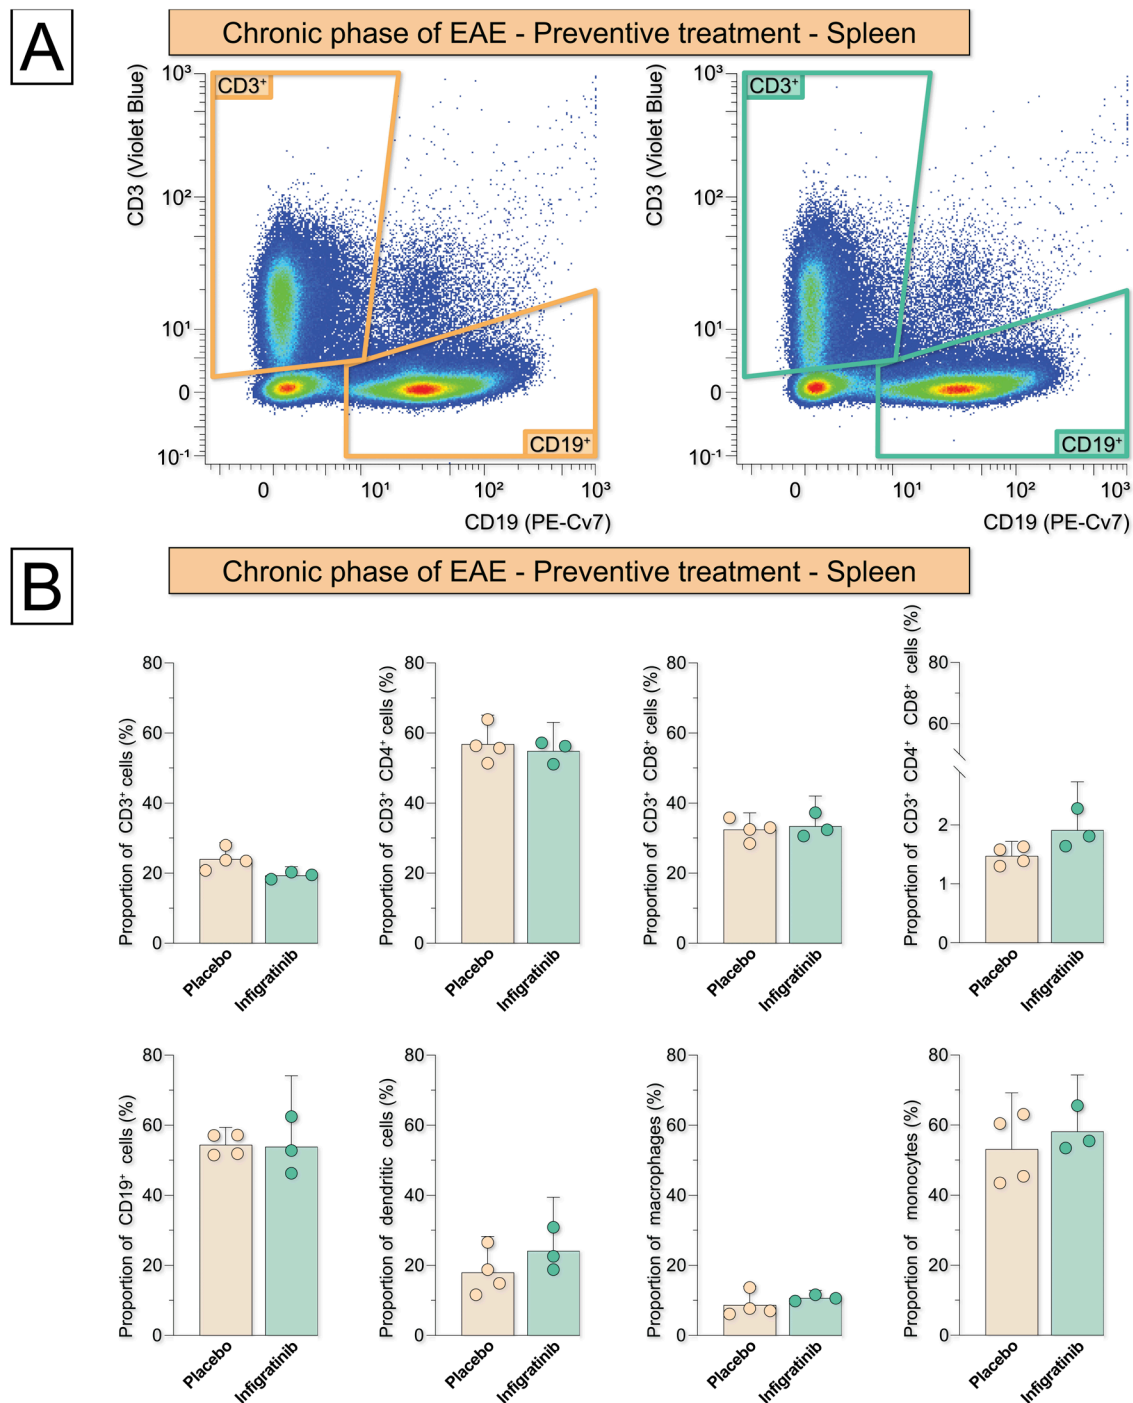 A
Chronic phase of EAE - Preventive treatment - Spleen
CD3 (Violet Blue)
10³
10²
10¹
0
10⁻¹
CD3⁺
CD19⁺
0
10¹
10²
10³
CD19 (PE-Cv7)
CD3 (Violet Blue)
10³
10²
10¹
0
10⁻¹
CD3⁺
CD19⁺
0
10¹
10²
10³
CD19 (PE-Cv7)
B
Chronic phase of EAE - Preventive treatment - Spleen
Proportion of CD3⁺ cells (%)
80
60
40
20
0
Placebo
Infigratinib
Proportion of CD3⁺ CD4⁺ cells (%)
80
60
40
20
0
Placebo
Infigratinib
Proportion of CD3⁺ CD8⁺ cells (%)
80
60
40
20
0
Placebo
Infigratinib
Proportion of CD3⁺ CD4⁺ CD8⁺ cells (%)
80
60
2
1
0
Placebo
Infigratinib
Proportion of CD19⁺ cells (%)
80
60
40
20
0
Placebo
Infigratinib
Proportion of dendritic cells (%)
80
60
40
20
0
Placebo
Infigratinib
Proportion of macrophages (%)
80
60
40
20
0
Placebo
Infigratinib
Proportion of monocytes (%)
80
60
40
20
0
Placebo
Infigratinib